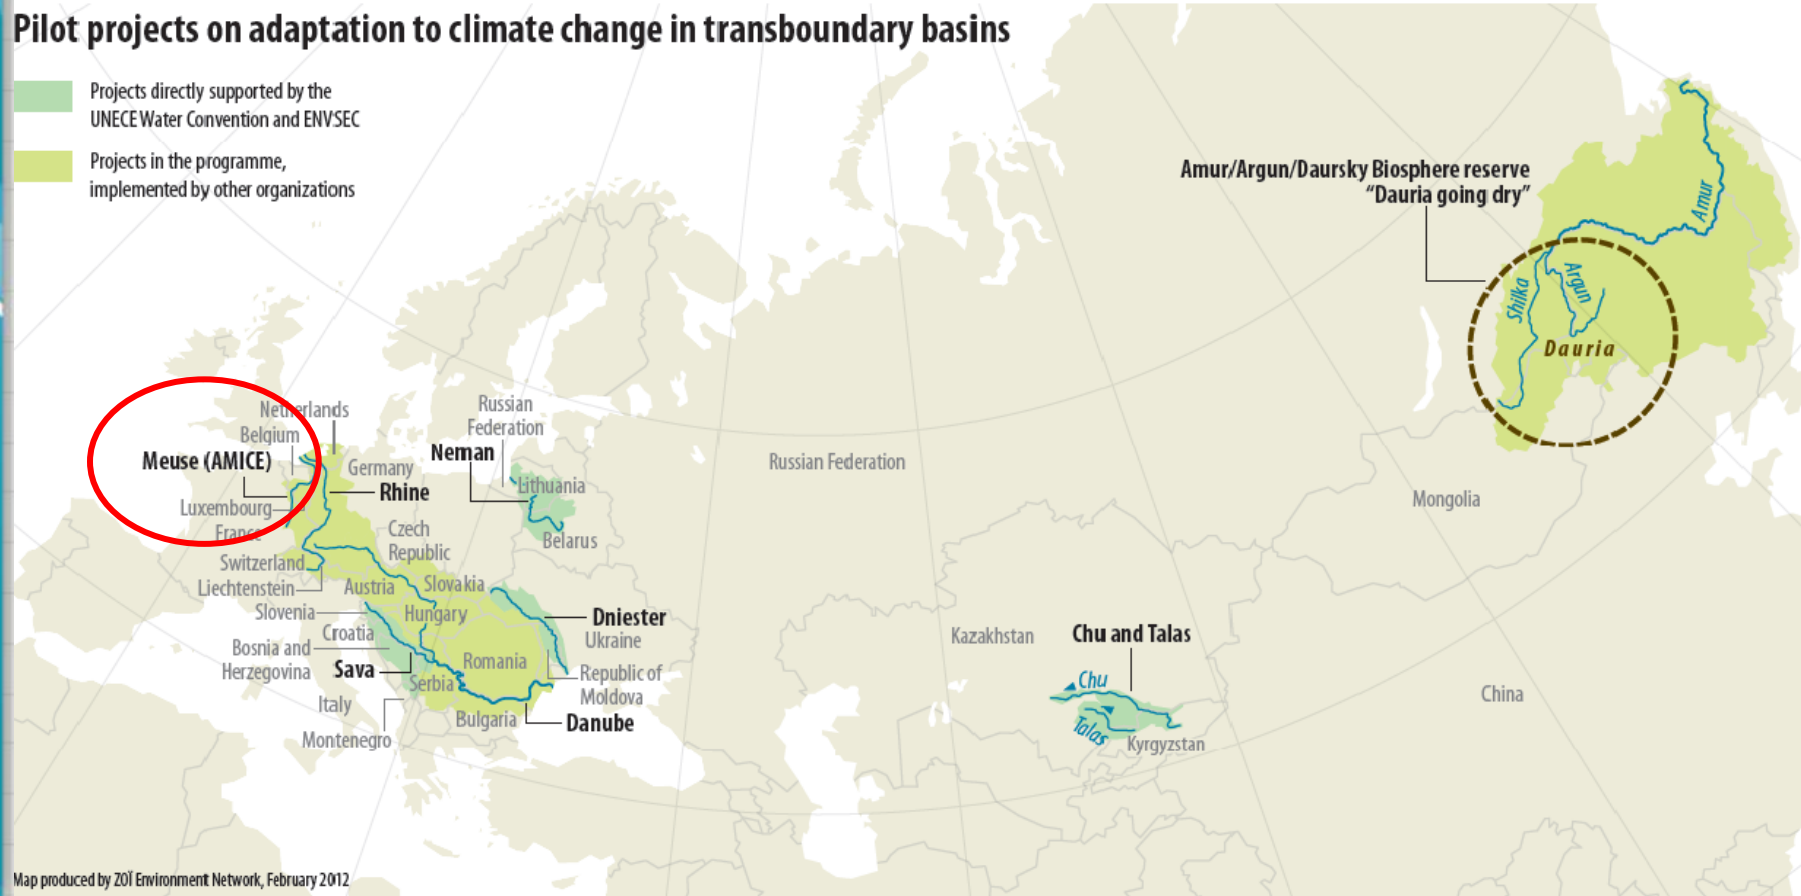 Pilot projects on adaptation to climate change in transboundary basins
Projects directly supported by the
UNECE Water Convention and ENVSEC
Projects in the programme,
implemented by other organizations
Amur/Argun/Daursky Biosphere reserve
"Dauria going dry"
Amur
Argun
Shilka
Dauria
Netherlands
Belgium
Meuse (AMICE)
Germany
Rhine
Luxembourg
France
Switzerland
Liechtenstein
Czech
Republic
Austria
Slovakia
Slovenia
Hungary
Croatia
Bosnia and
Herzegovina
Sava
Serbia
Romania
Italy
Montenegro
Bulgaria
Danube
Russian
Federation
Neman
Lithuania
Belarus
Dniester
Ukraine
Republic of
Moldova
Russian Federation
Kazakhstan
Chu and Talas
Chu
Talas
Kyrgyzstan
Mongolia
China
Map produced by ZOÏ Environment Network, February 2012